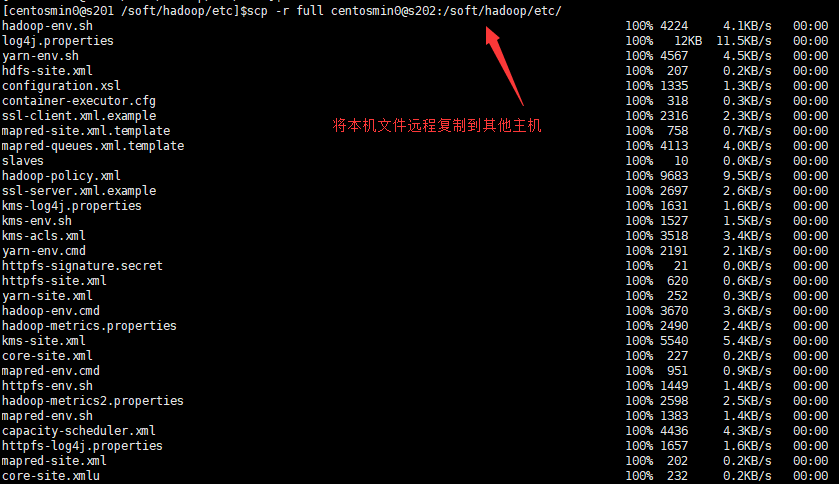 [centosmin0@s201 /soft/hadoop/etc]$scp -r full centosmin0@s202:/soft/hadoop/etc/
hadoop-env.sh 100% 4224 4.1KB/s 00:00
log4j.properties 100% 12KB 11.5KB/s 00:00
yarn-env.sh 100% 4567 4.5KB/s 00:00
hdfs-site.xml 100% 207 0.2KB/s 00:00
configuration.xsl 100% 1335 1.3KB/s 00:00
container-executor.cfg 100% 318 0.3KB/s 00:00
ssl-client.xml.example 100% 2316 2.3KB/s 00:00
将本机文件远程复制到其他主机
mapred-site.xml.template 100% 758 0.7KB/s 00:00
mapred-queues.xml.template 100% 4113 4.0KB/s 00:00
slaves 100% 10 0.0KB/s 00:00
hadoop-policy.xml 100% 9683 9.5KB/s 00:00
ssl-server.xml.example 100% 2697 2.6KB/s 00:00
kms-log4j.properties 100% 1631 1.6KB/s 00:00
kms-env.sh 100% 1527 1.5KB/s 00:00
kms-acls.xml 100% 3518 3.4KB/s 00:00
yarn-env.cmd 100% 2191 2.1KB/s 00:00
httpfs-signature.secret 100% 21 0.0KB/s 00:00
httpfs-site.xml 100% 620 0.6KB/s 00:00
yarn-site.xml 100% 252 0.3KB/s 00:00
hadoop-env.cmd 100% 3670 3.6KB/s 00:00
hadoop-metrics.properties 100% 2490 2.4KB/s 00:00
kms-site.xml 100% 5540 5.4KB/s 00:00
core-site.xml 100% 227 0.2KB/s 00:00
mapred-env.cmd 100% 951 0.9KB/s 00:00
httpfs-env.sh 100% 1449 1.4KB/s 00:00
hadoop-metrics2.properties 100% 2598 2.5KB/s 00:00
mapred-env.sh 100% 1383 1.4KB/s 00:00
capacity-scheduler.xml 100% 4436 4.3KB/s 00:00
httpfs-log4j.properties 100% 1657 1.6KB/s 00:00
mapred-site.xml 100% 202 0.2KB/s 00:00
core-site.xmlu 100% 232 0.2KB/s 00:00